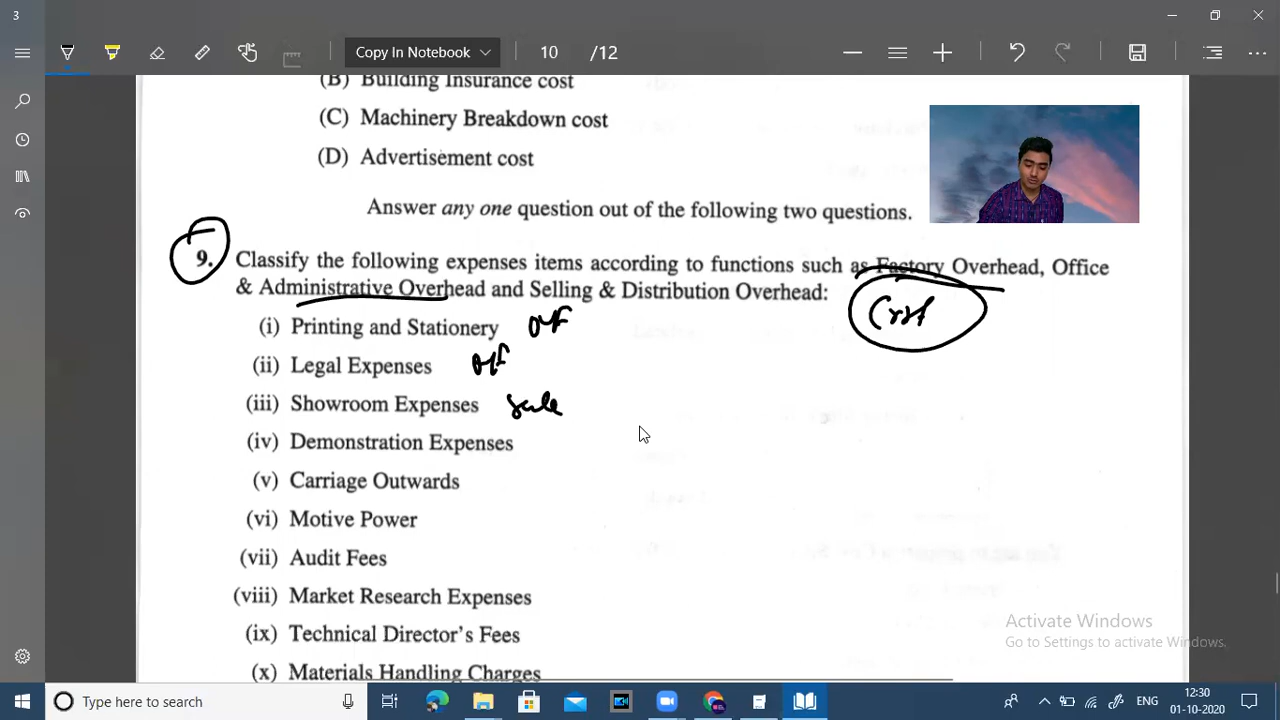 3
Copy In Notebook
10 /12
(B) Building Insurance cost
(C) Machinery Breakdown cost
(D) Advertisement cost
Answer any one question out of the following two questions.
9. Classify the following expenses items according to functions such as Factory Overhead, Office
& Administrative Overhead and Selling & Distribution Overhead:
(i) Printing and Stationery off
(ii) Legal Expenses off
(iii) Showroom Expenses sale
(iv) Demonstration Expenses
(v) Carriage Outwards
(vi) Motive Power
(vii) Audit Fees
(viii) Market Research Expenses
(ix) Technical Director's Fees
(x) Materials Handling Charges
Activate Windows
Go to Settings to activate Windows.
Type here to search
ENG
12:30
01-10-2020